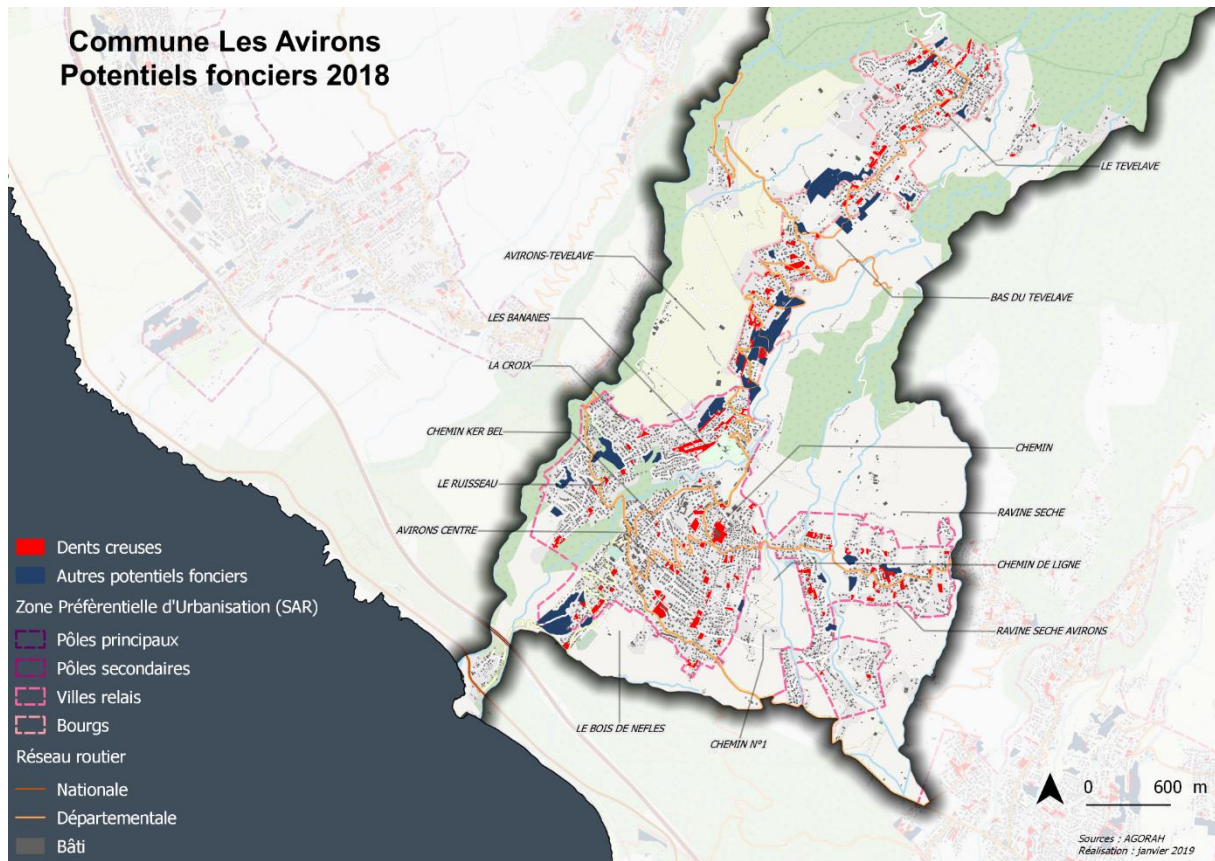 Commune Les Avirons
Potentiels fonciers 2018
LE TEVELAVE
AVIRONS-TEVELAVE
BAS DU TEVELAVE
LES BANANES
LA CROIX
CHEMIN KER BEL
CHEMIN
LE RUISSEAU
RAVINE SECHE
AVIRONS CENTRE
CHEMIN DE LIGNE
RAVINE SECHE AVIRONS
LE BOIS DE NEFLES
CHEMIN N°1
Dents creuses
Autres potentiels fonciers
Zone Préfèrentielle d'Urbanisation (SAR)
Pôles principaux
Pôles secondaires
Villes relais
Bourgs
Réseau routier
Nationale
Départementale
Bâti
0 600 m
Sources : AGORAH
Réalisation : janvier 2019